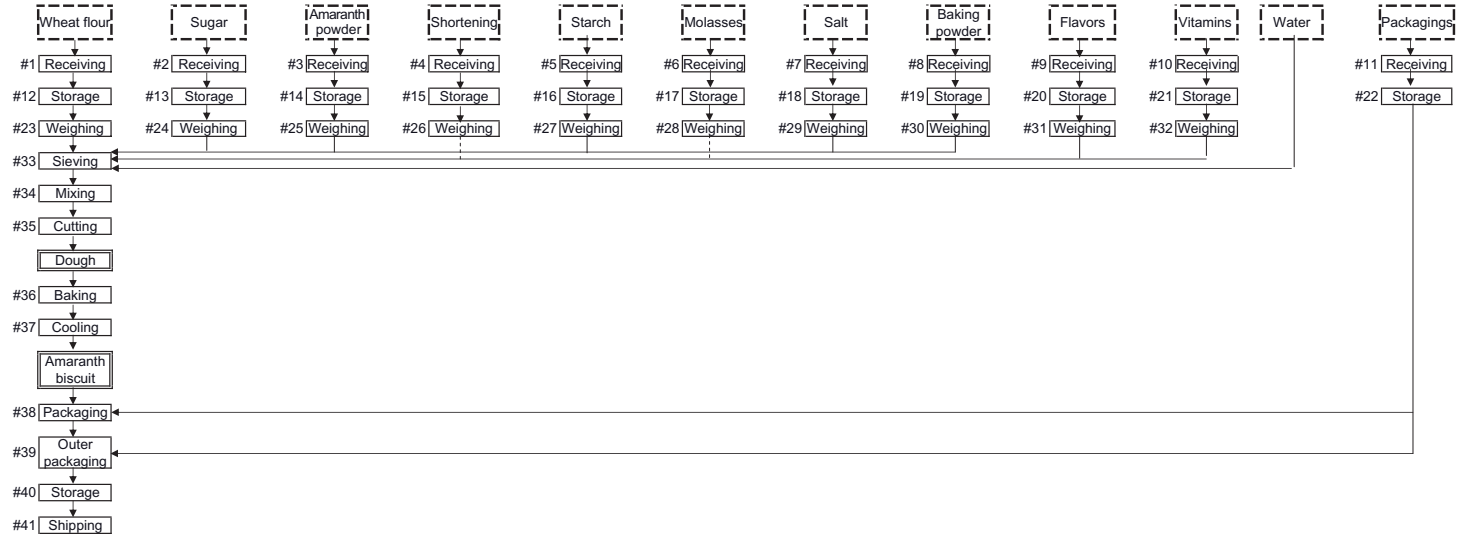 Wheat flour Sugar Amaranth powder Shortening Starch Molasses Salt Baking powder Flavors Vitamins Water Packagings
#1 Receiving #2 Receiving #3 Receiving #4 Receiving #5 Receiving #6 Receiving #7 Receiving #8 Receiving #9 Receiving #10 Receiving #11 Receiving
#12 Storage #13 Storage #14 Storage #15 Storage #16 Storage #17 Storage #18 Storage #19 Storage #20 Storage #21 Storage #22 Storage
#23 Weighing #24 Weighing #25 Weighing #26 Weighing #27 Weighing #28 Weighing #29 Weighing #30 Weighing #31 Weighing #32 Weighing
#33 Sieving
#34 Mixing
#35 Cutting
Dough
#36 Baking
#37 Cooling
Amaranth
biscuit
#38 Packaging
#39 Outer
packaging
#40 Storage
#41 Shipping